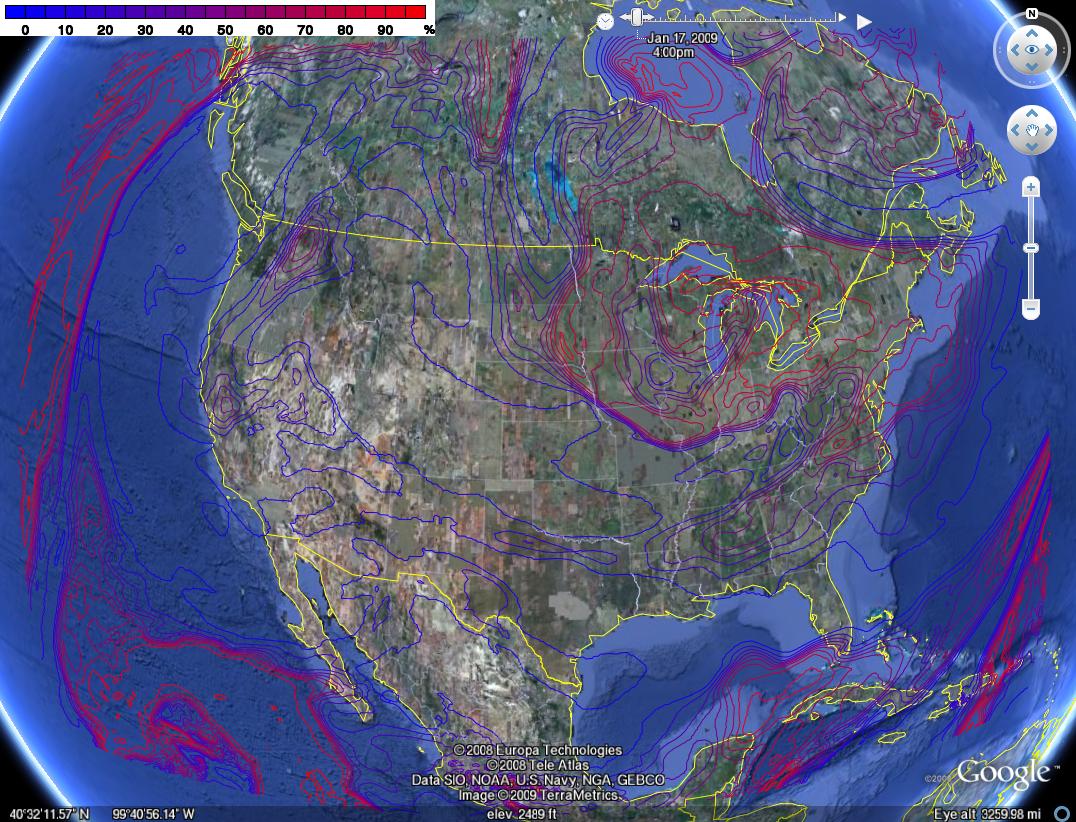 0 10 20 30 40 50 60 70 80 90 %
Jan 17, 2009
4:00pm
N
©2008 Europa Technologies
©2008 Tele Atlas
Data SIO, NOAA, U.S. Navy, NGA, GEBCO
Image ©2009 TerraMetrics
Google™
40°32'11.57" N 99°40'56.14" W elev 2489 ft Eye alt 3259.98 mi